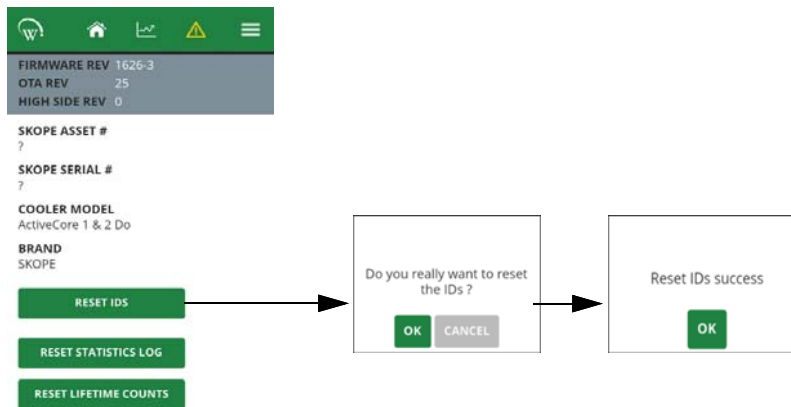 W
FIRMWARE REV 1626-3
OTA REV 25
HIGH SIDE REV 0
SKOPE ASSET #
?
SKOPE SERIAL #
?
COOLER MODEL
ActiveCore 1 & 2 Do
BRAND
SKOPE
RESET IDS
RESET STATISTICS LOG
RESET LIFETIME COUNTS
Do you really want to reset
the IDs ?
OK CANCEL
Reset IDs success
OK